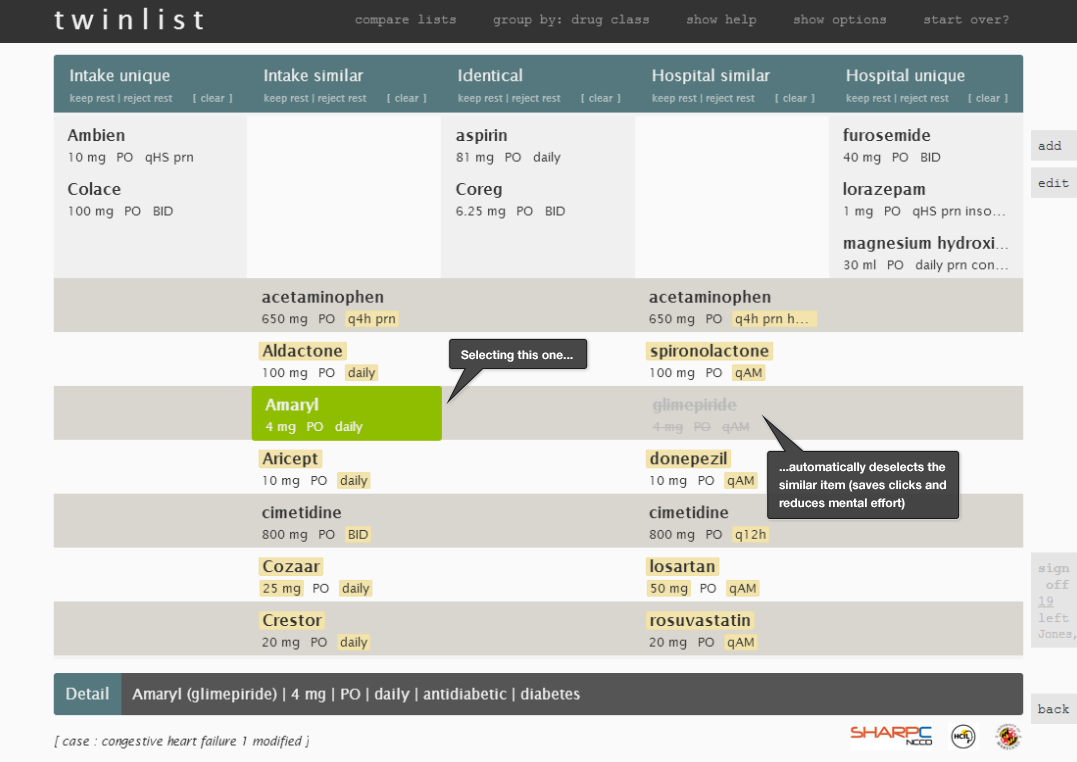 twinlist
compare lists group by: drug class show help show options start over?
Intake unique Intake similar Identical Hospital similar Hospital unique
keep rest | reject rest [ clear ] keep rest | reject rest [ clear ] keep rest | reject rest [ clear ] keep rest | reject rest [ clear ] keep rest | reject rest [ clear ]
Ambien aspirin furosemide
10 mg PO qHS prn 81 mg PO daily 40 mg PO BID
add
Colace Coreg lorazepam
100 mg PO BID 6.25 mg PO BID 1 mg PO qHS prn inso...
edit
magnesium hydroxi...
30 ml PO daily prn con...
acetaminophen acetaminophen
650 mg PO q4h prn 650 mg PO q4h prn h...
Aldactone spironolactone
100 mg PO daily 100 mg PO qAM
Selecting this one...
Amaryl glimepiride
4 mg PO daily 4 mg PO qAM
Aricept donepezil
10 mg PO daily 10 mg PO qAM
...automatically deselects the
similar item (saves clicks and
reduces mental effort)
cimetidine cimetidine
800 mg PO BID 800 mg PO q12h
Cozaar losartan
25 mg PO daily 50 mg PO qAM
Crestor rosuvastatin
20 mg PO daily 20 mg PO qAM
sign
off
19
left
Jones,
Detail Amaryl (glimepiride) | 4 mg | PO | daily | antidiabetic | diabetes
back
[ case : congestive heart failure 1 modified ]
SHARPC
NCCD
HCIL